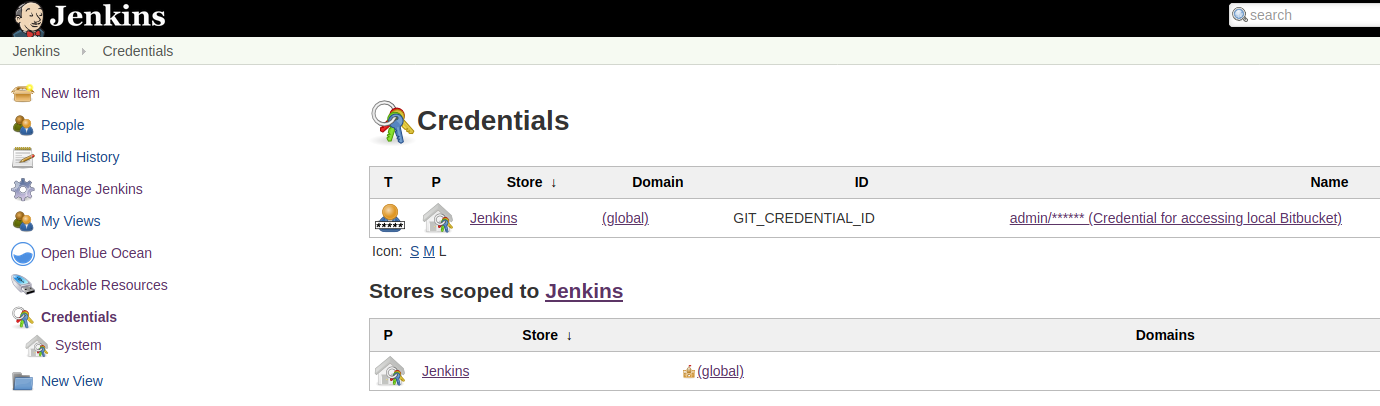 Jenkins
search
Jenkins Credentials
New Item
People
Build History
Manage Jenkins
My Views
Open Blue Ocean
Lockable Resources
Credentials
System
New View
Credentials
T P Store ↓ Domain ID Name
***** Jenkins (global) GIT_CREDENTIAL_ID admin/****** (Credential for accessing local Bitbucket)
Icon: S M L
Stores scoped to Jenkins
P Store ↓ Domains
Jenkins (global)